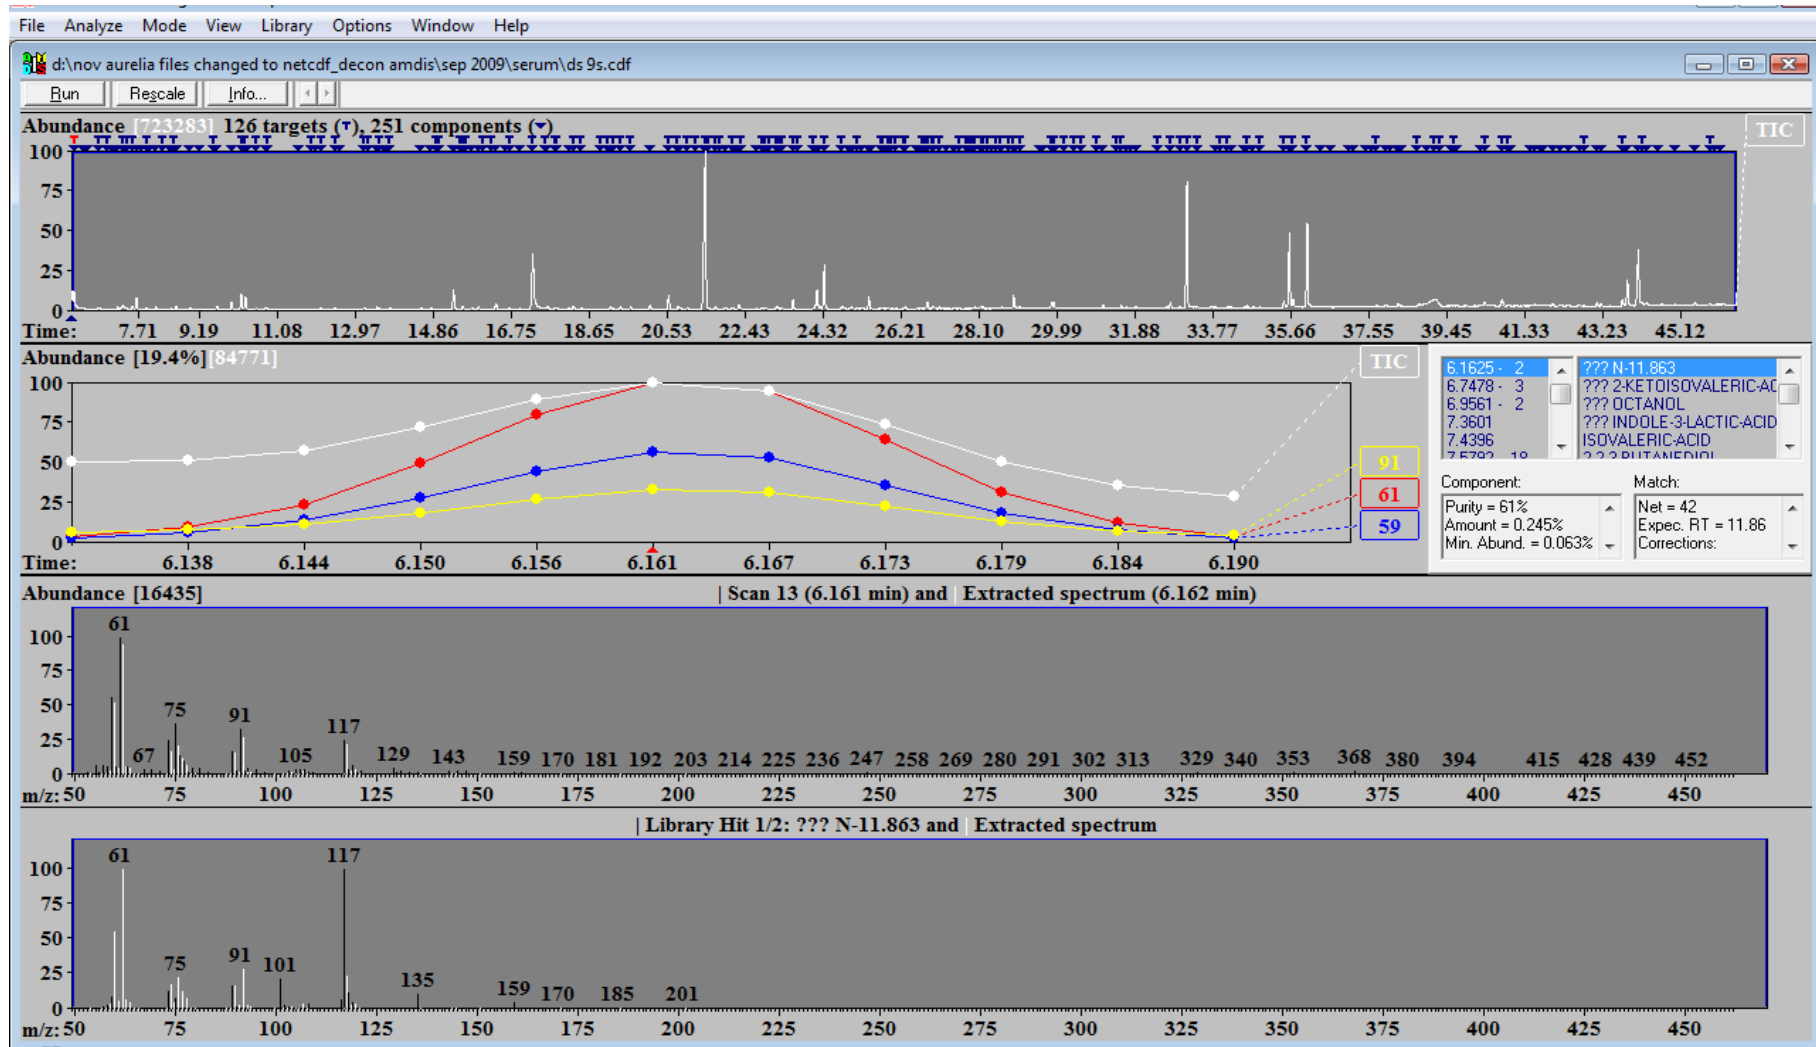 File Analyze Mode View Library Options Window Help
d:\nov aurelia files changed to netcdf_decon amdis\sep 2009\serum\ds 9s.cdf
Run Rescale Info...
Abundance [723283] 126 targets (T), 251 components (▼)
TIC
100
75
50
25
0
Time: 7.71 9.19 11.08 12.97 14.86 16.75 18.65 20.53 22.43 24.32 26.21 28.10 29.99 31.88 33.77 35.66 37.55 39.45 41.33 43.23 45.12
Abundance [19.4%][84771]
TIC
100
75
50
25
0
91
61
59
Time: 6.138 6.144 6.150 6.156 6.161 6.167 6.173 6.179 6.184 6.190
6.1625 - 2 ??? N-11.863
6.7478 - 3 ??? 2-KETOISOVALERIC-AC
6.9561 - 2 ??? OCTANOL
7.3601 ??? INDOLE-3-LACTIC-ACID
7.4396 ISOVALERIC-ACID
Component: Match:
Purity = 61% Net = 42
Amount = 0.245% Expec. RT = 11.86
Min. Abund. = 0.063% Corrections:
Abundance [16435] | Scan 13 (6.161 min) and | Extracted spectrum (6.162 min)
100
75
50
25
0
61
75
91
117
67 105 129 143 159 170 181 192 203 214 225 236 247 258 269 280 291 302 313 329 340 353 368 380 394 415 428 439 452
m/z: 50 75 100 125 150 175 200 225 250 275 300 325 350 375 400 425 450
| Library Hit 1/2: ??? N-11.863 and | Extracted spectrum
100
75
50
25
0
61 117
75 91 101 135 159 170 185 201
m/z: 50 75 100 125 150 175 200 225 250 275 300 325 350 375 400 425 450